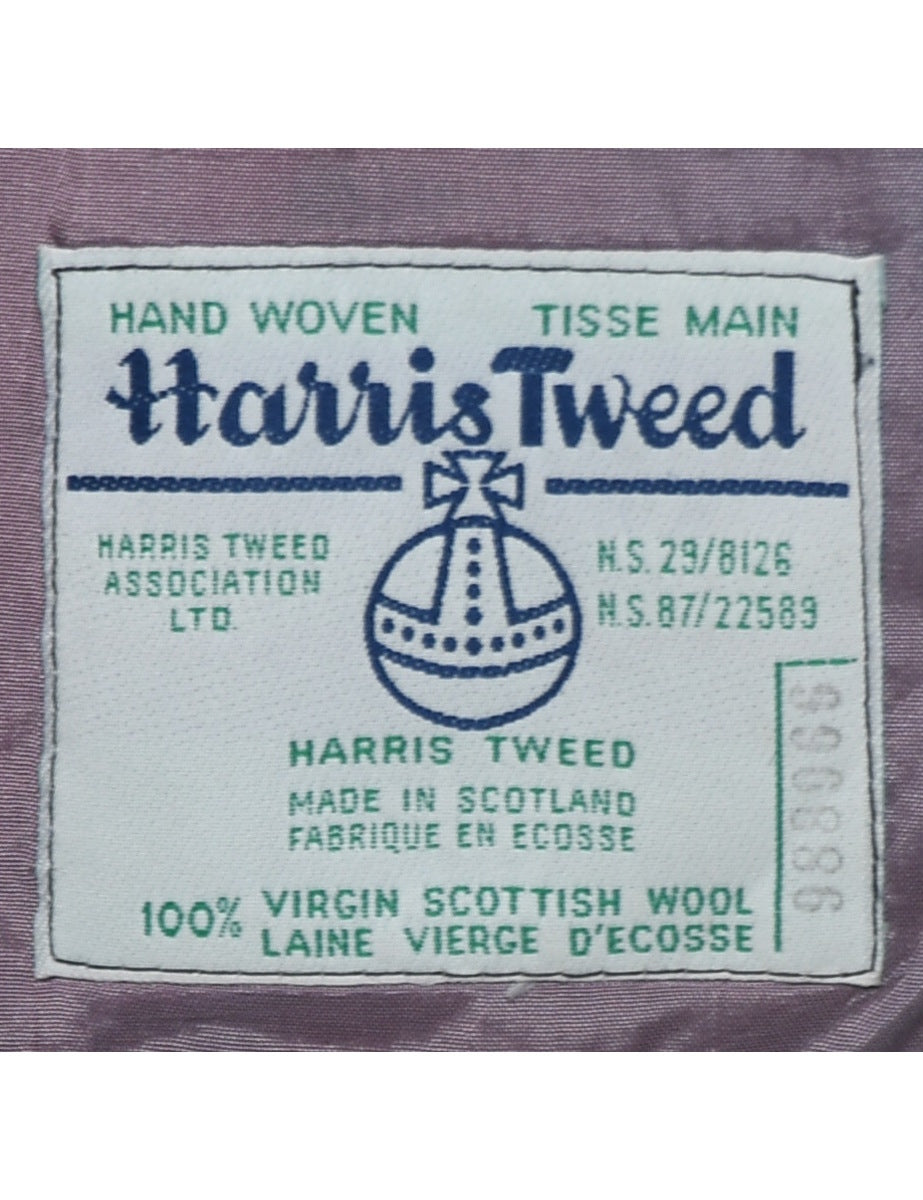 HAND WOVEN TISSE MAIN
Harris Tweed
HARRIS TWEED
ASSOCIATION
LTD.
N.S. 29/8126
N.S. 87/22589
HARRIS TWEED
MADE IN SCOTLAND
FABRIQUE EN ECOSSE
100% VIRGIN SCOTTISH WOOL
LAINE VIERGE D'ECOSSE